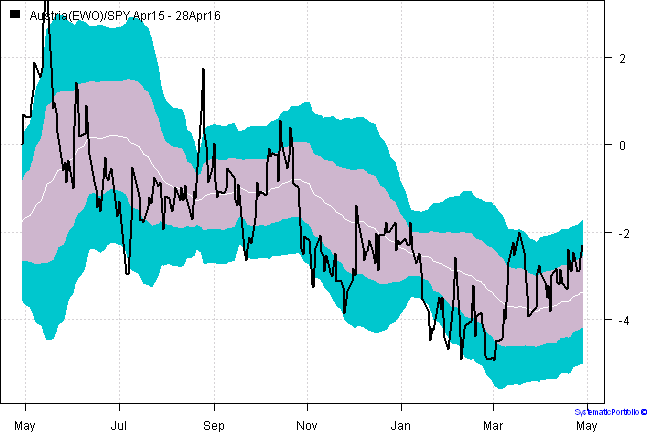 Austria(EWO)/SPY Apr15 - 28Apr16
2
0
-2
-4
May Jul Sep Nov Jan Mar May
SystematicPortfolio ©